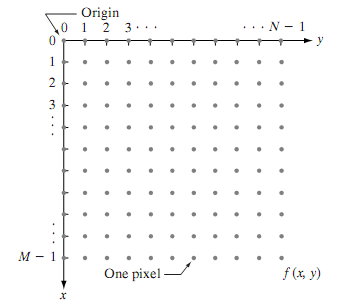 Origin
0 1 2 3 · · · · · · N − 1
0
y
1
2
3
⋮
⋮
M − 1
One pixel
f (x, y)
x